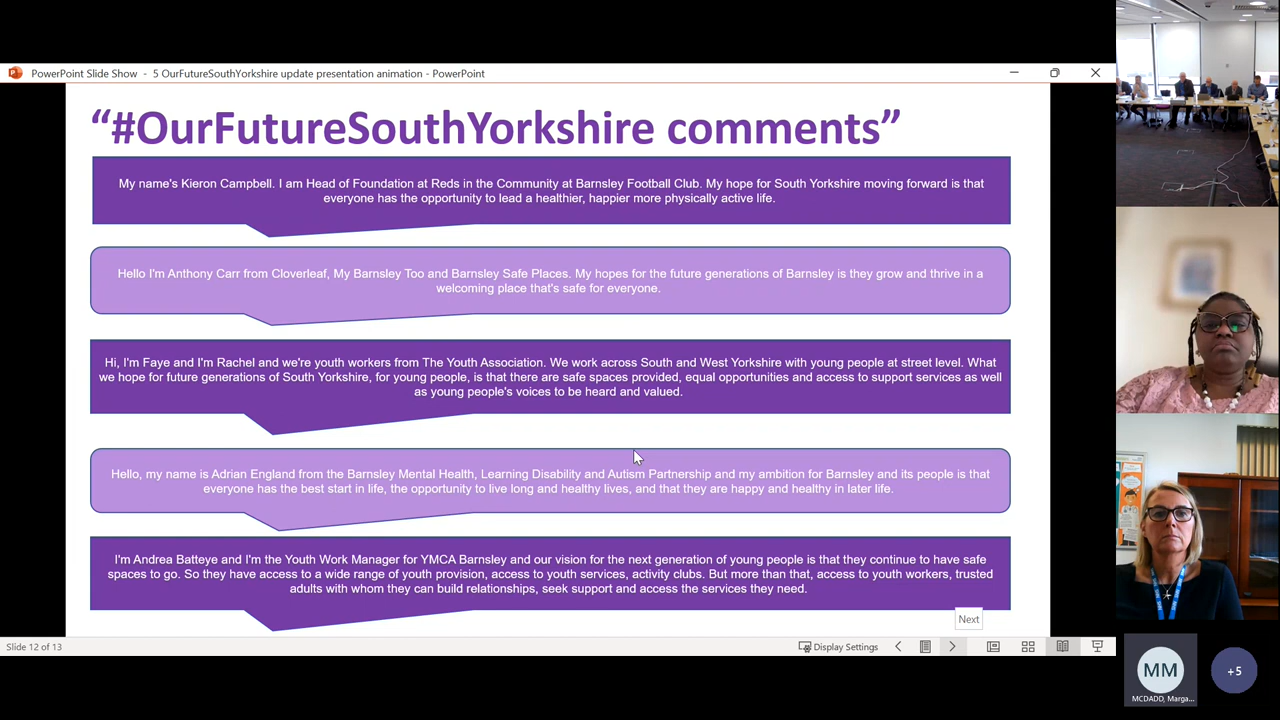 PowerPoint Slide Show - 5 OurFutureSouthYorkshire update presentation animation - PowerPoint
“#OurFutureSouthYorkshire comments”
My name's Kieron Campbell. I am Head of Foundation at Reds in the Community at Barnsley Football Club. My hope for South Yorkshire moving forward is that
everyone has the opportunity to lead a healthier, happier more physically active life.
Hello I'm Anthony Carr from Cloverleaf, My Barnsley Too and Barnsley Safe Places. My hopes for the future generations of Barnsley is they grow and thrive in a
welcoming place that's safe for everyone.
Hi, I'm Faye and I'm Rachel and we're youth workers from The Youth Association. We work across South and West Yorkshire with young people at street level. What
we hope for future generations of South Yorkshire, for young people, is that there are safe spaces provided, equal opportunities and access to support services as well
as young people's voices to be heard and valued.
Hello, my name is Adrian England from the Barnsley Mental Health, Learning Disability and Autism Partnership and my ambition for Barnsley and its people is that
everyone has the best start in life, the opportunity to live long and healthy lives, and that they are happy and healthy in later life.
I'm Andrea Batteye and I'm the Youth Work Manager for YMCA Barnsley and our vision for the next generation of young people is that they continue to have safe
spaces to go. So they have access to a wide range of youth provision, access to youth services, activity clubs. But more than that, access to youth workers, trusted
adults with whom they can build relationships, seek support and access the services they need.
Next
Slide 12 of 13
Display Settings
MM
MCDADD, Marga...
+5